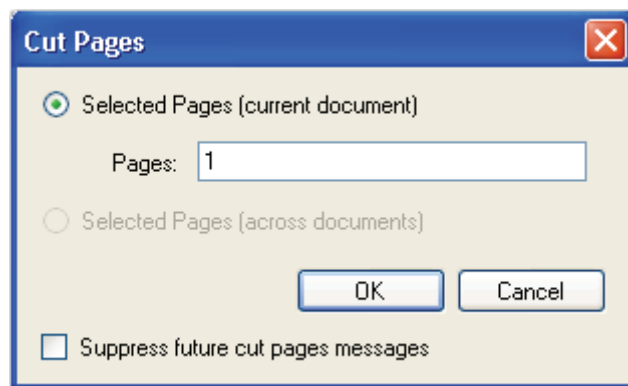 Cut Pages
Selected Pages (current document)
Pages: 1
Selected Pages (across documents)
OK Cancel
Suppress future cut pages messages